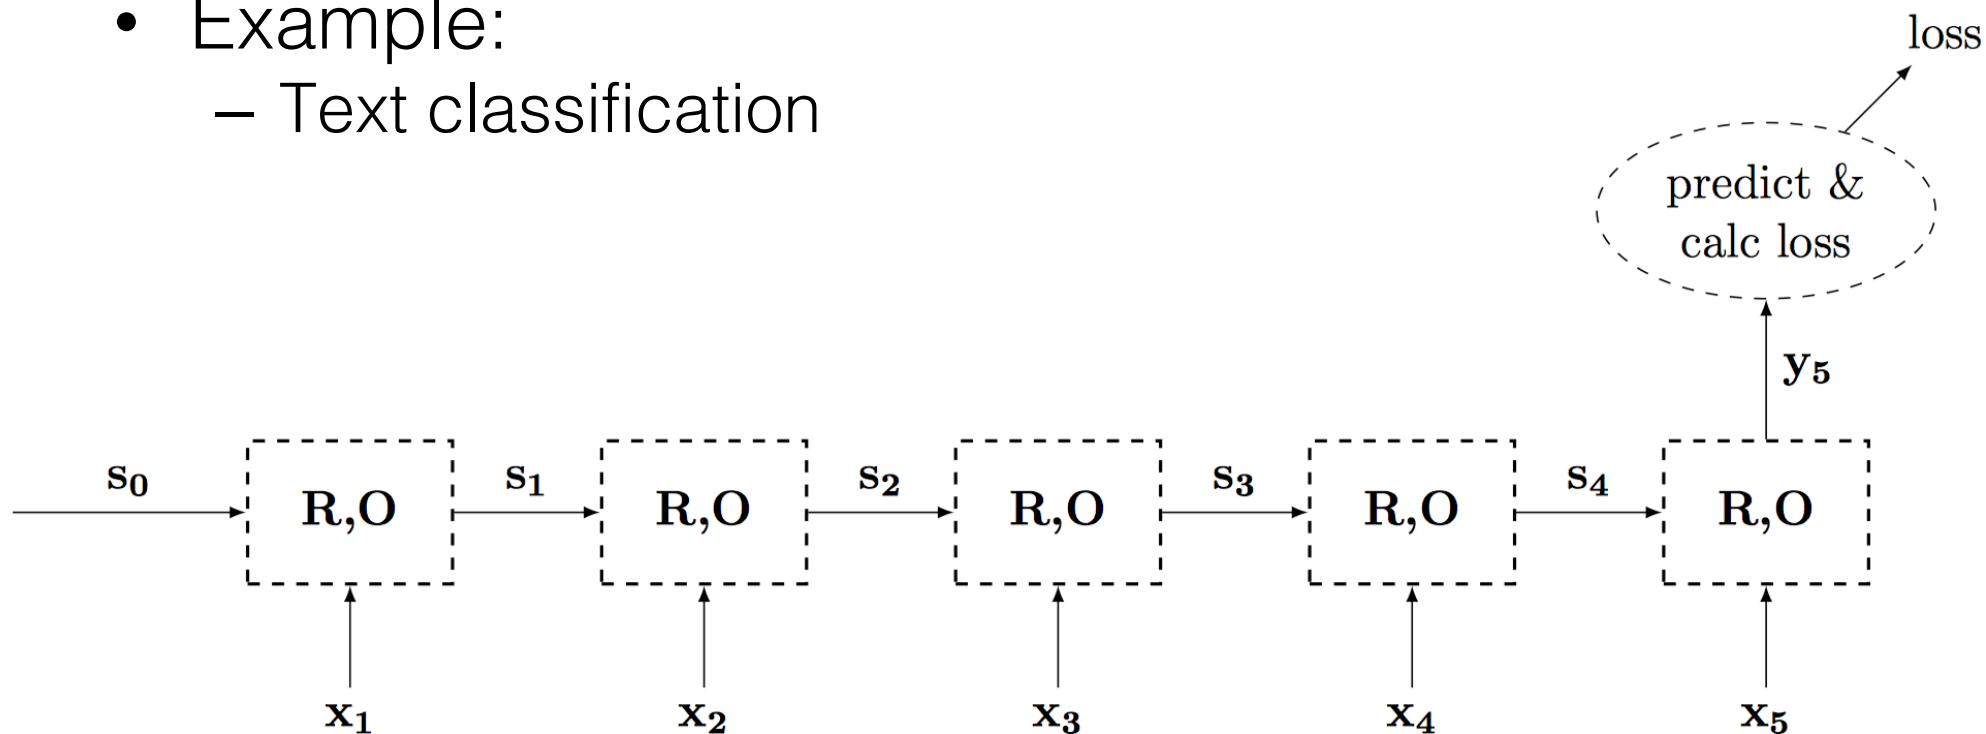 • Example:
– Text classification
loss
predict &
calc loss
y₅
s₀ R,O s₁ R,O s₂ R,O s₃ R,O s₄ R,O
x₁ x₂ x₃ x₄ x₅